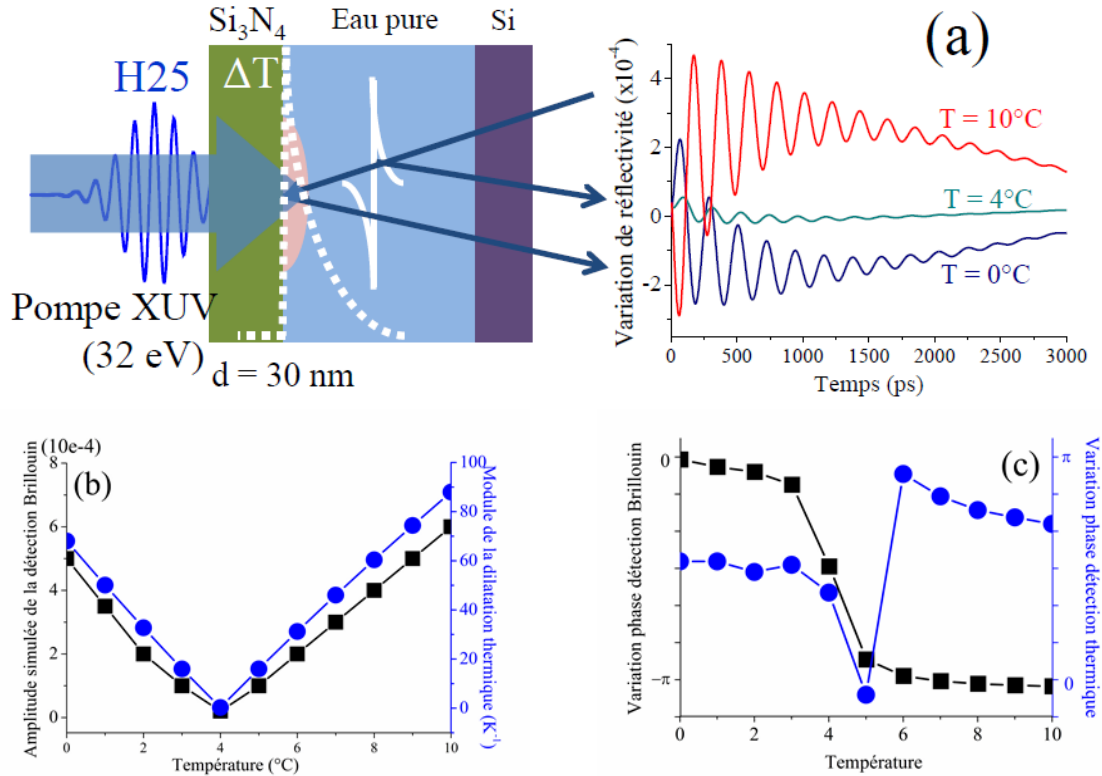 Si₃N₄ Eau pure Si
H25
ΔT
Pompe XUV
(32 eV)
d = 30 nm
(a)
Variation de réflectivité (x10⁻⁴)
4
2
0
-2
T = 10°C
T = 4°C
T = 0°C
0 500 1000 1500 2000 2500 3000
Temps (ps)
(10e-4)
(b)
Amplitude simulée de la détection Brillouin
8
6
4
2
0
100
90
80
60
40
20
0
Module de la dilatation thermique (K⁻¹)
0 2 4 6 8 10
Température (°C)
(c)
Variation phase détection Brillouin
0
−π
π
0
Variation phase détection thermique
0 2 4 6 8 10
Température